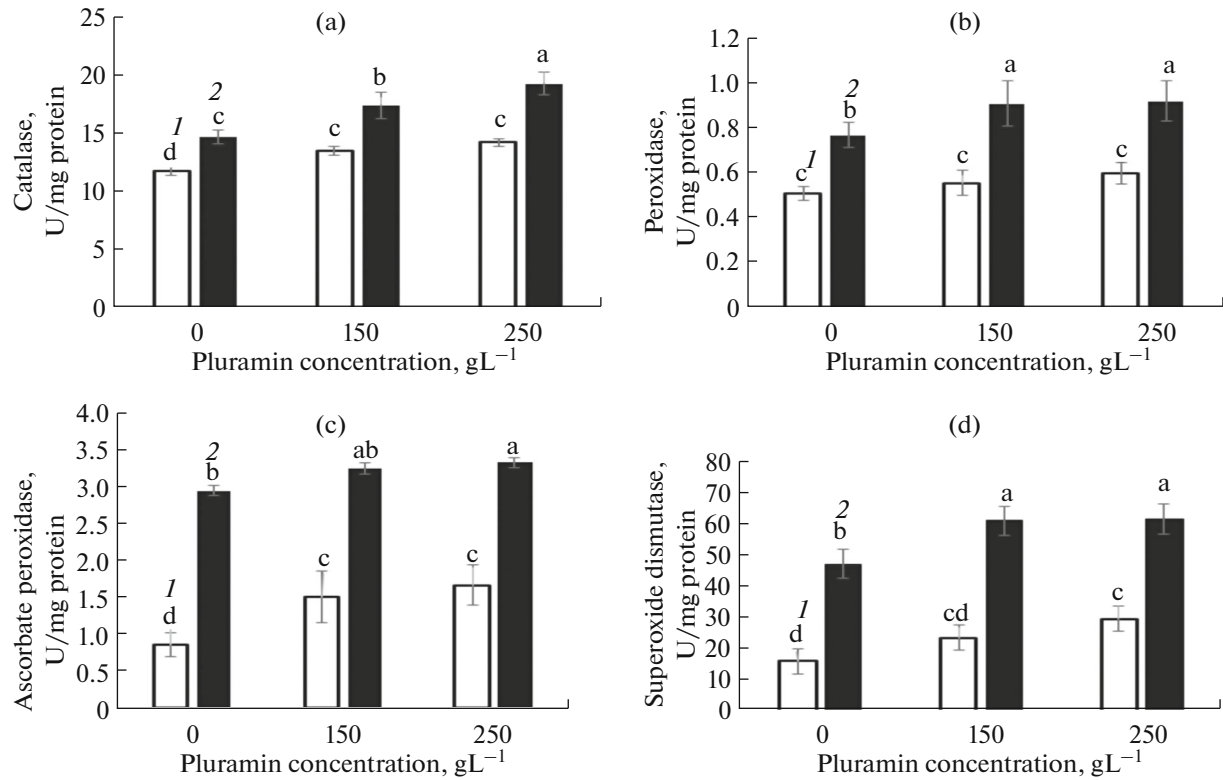 (a)
25
20
15
10
5
0
Catalase,
U/mg protein
1
d
2
c
c
b
c
a
0 150 250
Pluramin concentration, gL⁻¹
(b)
1.2
1.0
0.8
0.6
0.4
0.2
0
Peroxidase,
U/mg protein
1
c
2
b
c
a
c
a
0 150 250
Pluramin concentration, gL⁻¹
(c)
4.0
3.5
3.0
2.5
2.0
1.5
1.0
0.5
0
Ascorbate peroxidase,
U/mg protein
1
d
2
b
c
ab
c
a
0 150 250
Pluramin concentration, gL⁻¹
(d)
80
70
60
50
40
30
20
10
0
Superoxide dismutase,
U/mg protein
1
d
2
b
cd
a
c
a
0 150 250
Pluramin concentration, gL⁻¹